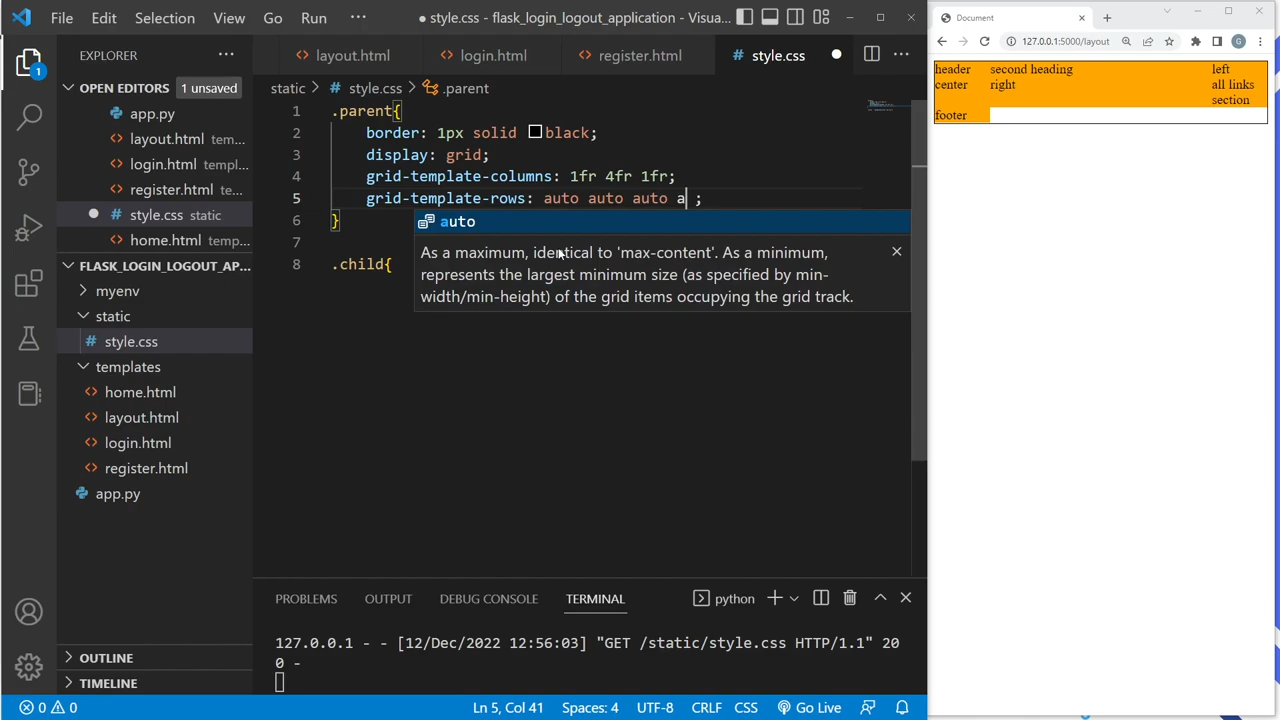 File Edit Selection View Go Run ··· ● style.css - flask_login_logout_application - Visua...
EXPLORER ···
OPEN EDITORS 1 unsaved
app.py
layout.html tem...
login.html templ...
register.html te...
● # style.css static
home.html temp...
FLASK_LOGIN_LOGOUT_AP...
myenv
static
# style.css
templates
home.html
layout.html
login.html
register.html
app.py
OUTLINE
TIMELINE
1
layout.html login.html register.html # style.css ● ···
static > # style.css > .parent
1 .parent{
2 border: 1px solid black;
3 display: grid;
4 grid-template-columns: 1fr 4fr 1fr;
5 grid-template-rows: auto auto auto a ;
6 }
7
8 .child{
auto
As a maximum, identical to 'max-content'. As a minimum,
represents the largest minimum size (as specified by min-
width/min-height) of the grid items occupying the grid track.
PROBLEMS OUTPUT DEBUG CONSOLE TERMINAL python
127.0.0.1 - - [12/Dec/2022 12:56:03] "GET /static/style.css HTTP/1.1" 20
0 -
0 0 Ln 5, Col 41 Spaces: 4 UTF-8 CRLF CSS Go Live
Document
127.0.0.1:5000/layout G
header second heading left
center right all links
section
footer